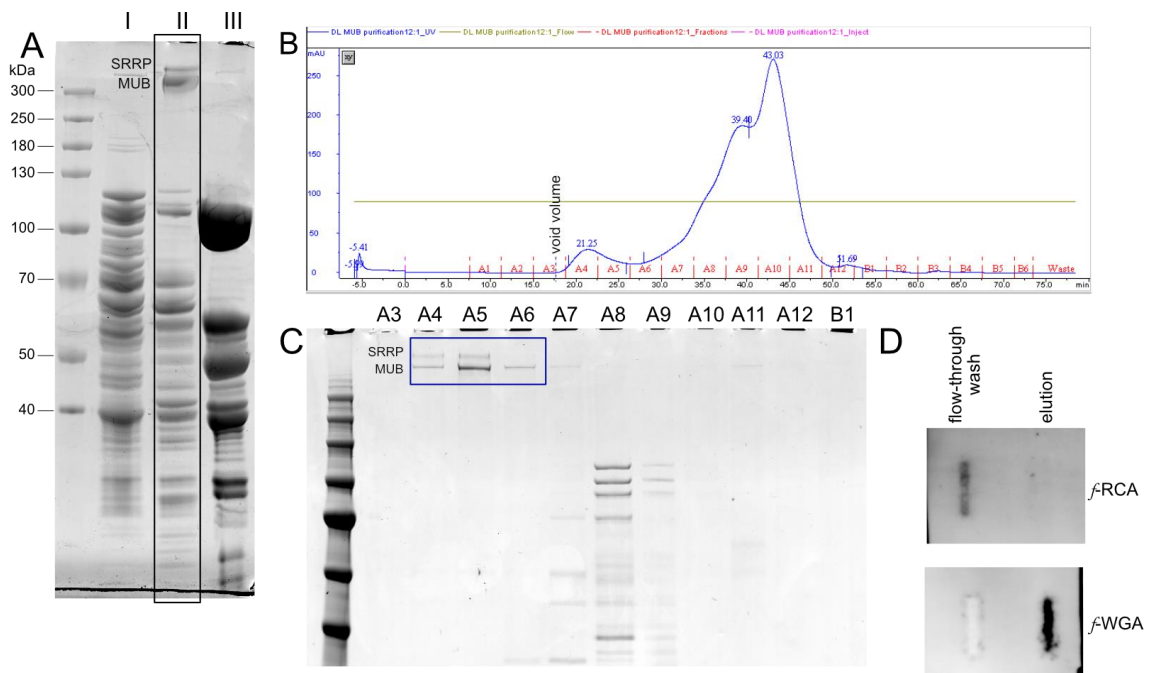 A
I II III
kDa
SRRP
MUB
300
250
180
130
100
70
50
40
B
DL MUB purification12:1_UV DL MUB purification12:1_Flow DL MUB purification12:1_Fractions DL MUB purification12:1_Inject
mAU
xy
250
200
150
100
50
0
-5.41
void volume
21.25
39.40
43.03
51.69
A1 A2 A3 A4 A5 A6 A7 A8 A9 A10 A11 A12 B1 B2 B3 B4 B5 B6 Waste
-5.0 0.0 5.0 10.0 15.0 20.0 25.0 30.0 35.0 40.0 45.0 50.0 55.0 60.0 65.0 70.0 75.0 min
C
A3 A4 A5 A6 A7 A8 A9 A10 A11 A12 B1
SRRP
MUB
D
flow-through
wash
elution
f-RCA
f-WGA